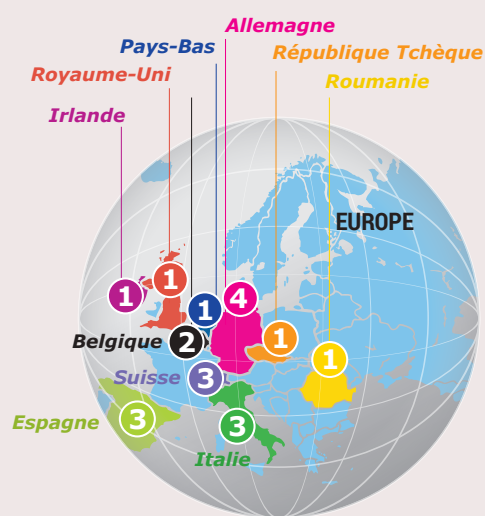 Allemagne
Pays-Bas
République Tchèque
Royaume-Uni
Roumanie
Irlande
EUROPE
1
1
4
1
Belgique 2
1
1
Suisse 3
Espagne 3
3
Italie